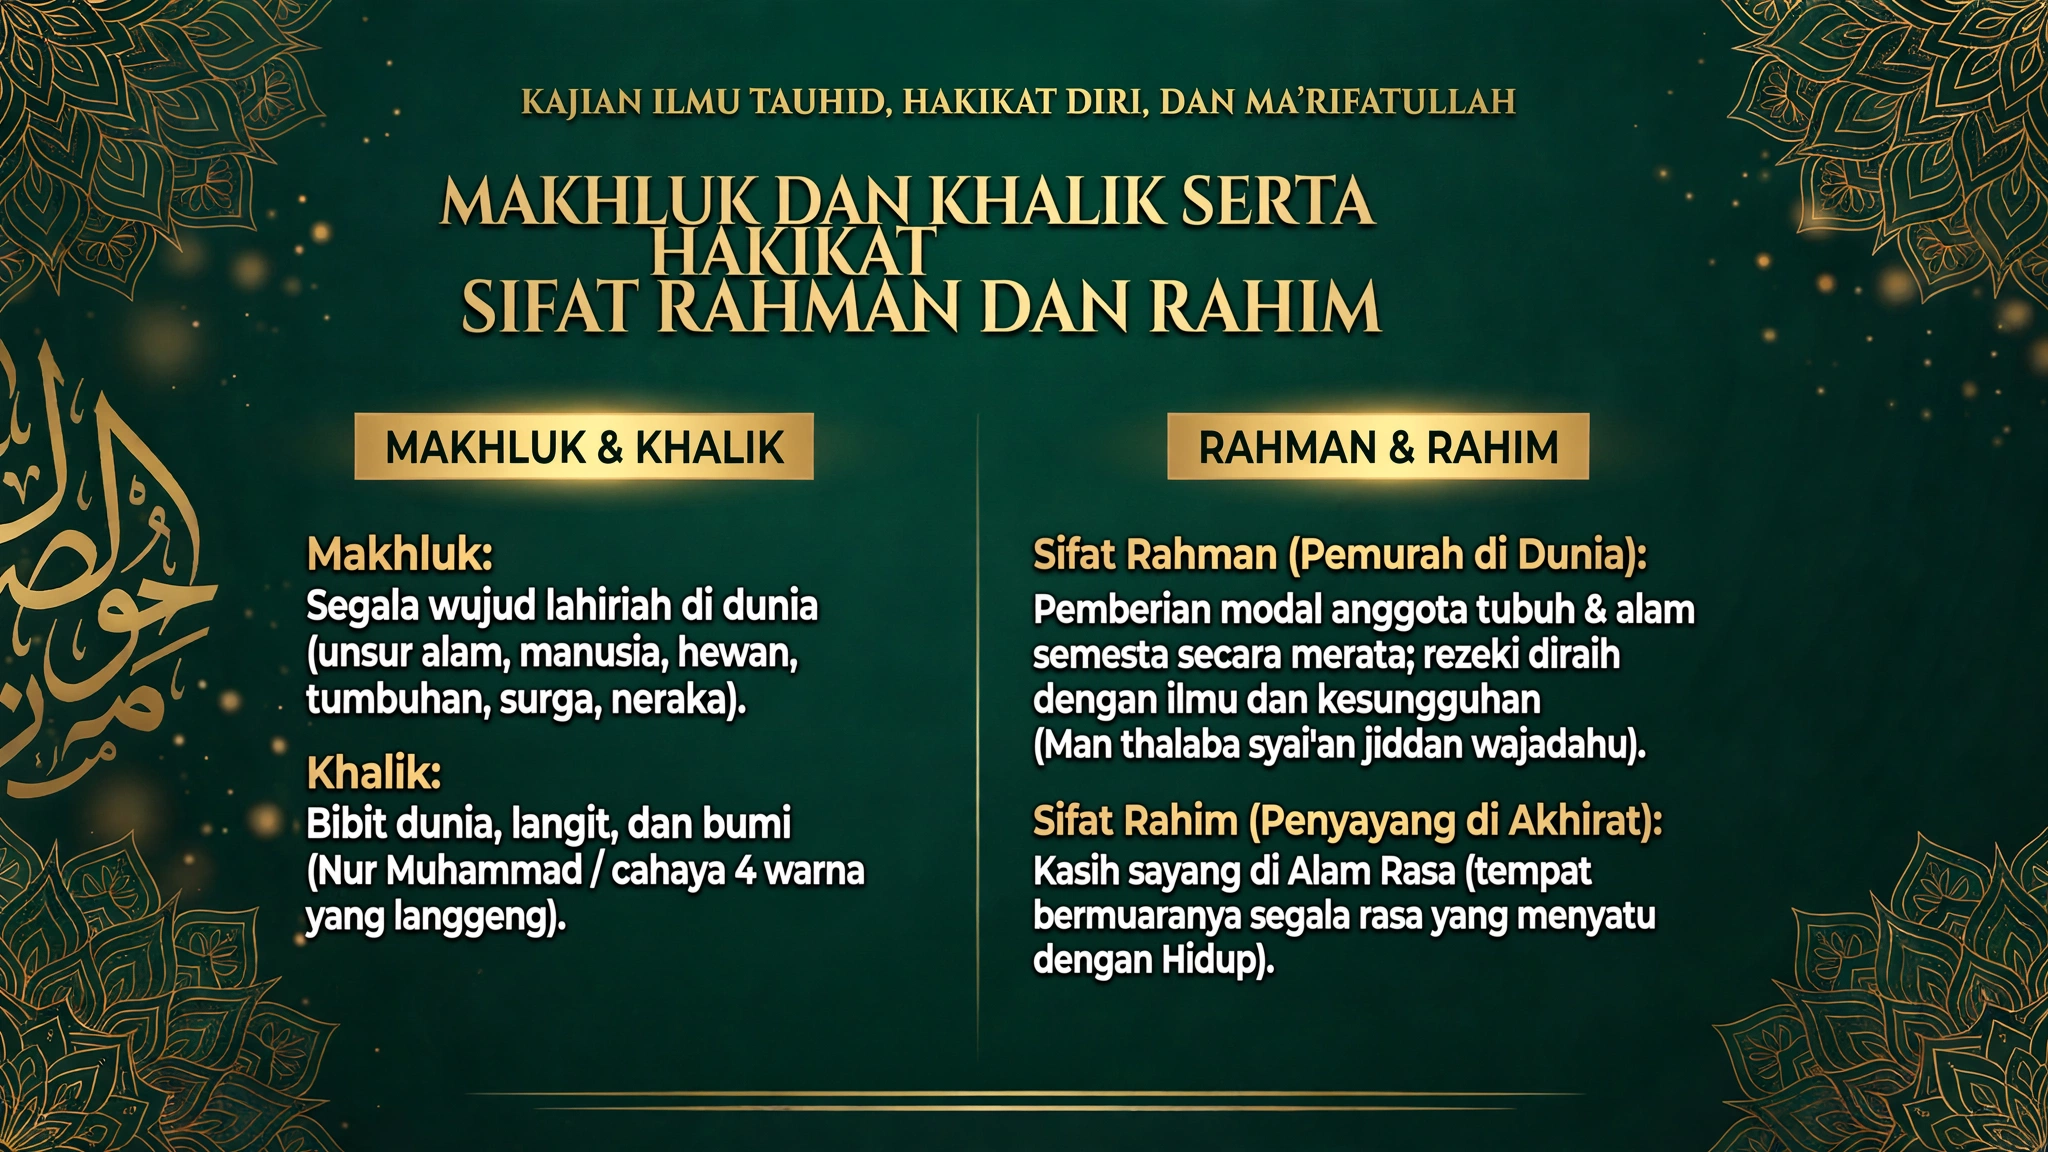 KAJIAN ILMU TAUHID, HAKIKAT DIRI, DAN MA’RIFATULLAH
MAKHLUK DAN KHALIK SERTA
HAKIKAT
SIFAT RAHMAN DAN RAHIM
MAKHLUK & KHALIK
Makhluk:
Segala wujud lahiriah di dunia
(unsur alam, manusia, hewan,
tumbuhan, surga, neraka).
Khalik:
Bibit dunia, langit, dan bumi
(Nur Muhammad / cahaya 4 warna
yang langgeng).
RAHMAN & RAHIM
Sifat Rahman (Pemurah di Dunia):
Pemberian modal anggota tubuh & alam
semesta secara merata; rezeki diraih
dengan ilmu dan kesungguhan
(Man thalaba syai'an jiddan wajadahu).
Sifat Rahim (Penyayang di Akhirat):
Kasih sayang di Alam Rasa (tempat
bermuaranya segala rasa yang menyatu
dengan Hidup).